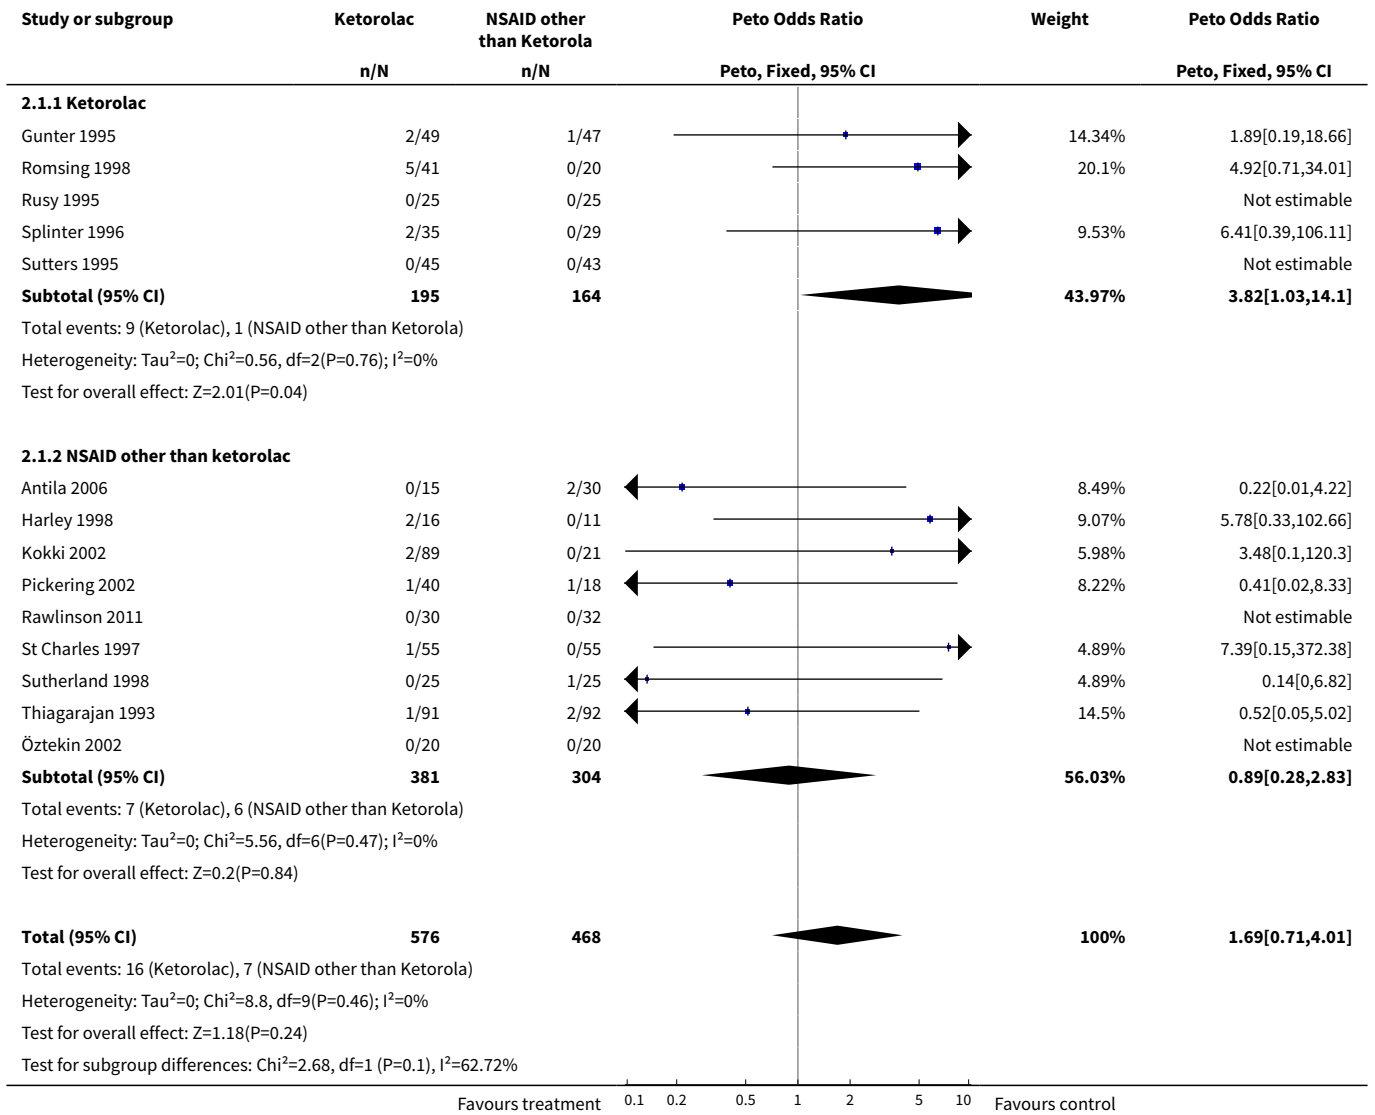 Study or subgroup Ketorolac NSAID other than Ketorola Peto Odds Ratio Weight Peto Odds Ratio
n/N n/N Peto, Fixed, 95% CI Peto, Fixed, 95% CI
2.1.1 Ketorolac
Gunter 1995 2/49 1/47 14.34% 1.89[0.19,18.66]
Romsing 1998 5/41 0/20 20.1% 4.92[0.71,34.01]
Rusy 1995 0/25 0/25 Not estimable
Splinter 1996 2/35 0/29 9.53% 6.41[0.39,106.11]
Sutters 1995 0/45 0/43 Not estimable
Subtotal (95% CI) 195 164 43.97% 3.82[1.03,14.1]
Total events: 9 (Ketorolac), 1 (NSAID other than Ketorola)
Heterogeneity: Tau²=0; Chi²=0.56, df=2(P=0.76); I²=0%
Test for overall effect: Z=2.01(P=0.04)
2.1.2 NSAID other than ketorolac
Antila 2006 0/15 2/30 8.49% 0.22[0.01,4.22]
Harley 1998 2/16 0/11 9.07% 5.78[0.33,102.66]
Kokki 2002 2/89 0/21 5.98% 3.48[0.1,120.3]
Pickering 2002 1/40 1/18 8.22% 0.41[0.02,8.33]
Rawlinson 2011 0/30 0/32 Not estimable
St Charles 1997 1/55 0/55 4.89% 7.39[0.15,372.38]
Sutherland 1998 0/25 1/25 4.89% 0.14[0,6.82]
Thiagarajan 1993 1/91 2/92 14.5% 0.52[0.05,5.02]
Öztekin 2002 0/20 0/20 Not estimable
Subtotal (95% CI) 381 304 56.03% 0.89[0.28,2.83]
Total events: 7 (Ketorolac), 6 (NSAID other than Ketorola)
Heterogeneity: Tau²=0; Chi²=5.56, df=6(P=0.47); I²=0%
Test for overall effect: Z=0.2(P=0.84)
Total (95% CI) 576 468 100% 1.69[0.71,4.01]
Total events: 16 (Ketorolac), 7 (NSAID other than Ketorola)
Heterogeneity: Tau²=0; Chi²=8.8, df=9(P=0.46); I²=0%
Test for overall effect: Z=1.18(P=0.24)
Test for subgroup differences: Chi²=2.68, df=1 (P=0.1), I²=62.72%
Favours treatment 0.1 0.2 0.5 1 2 5 10 Favours control